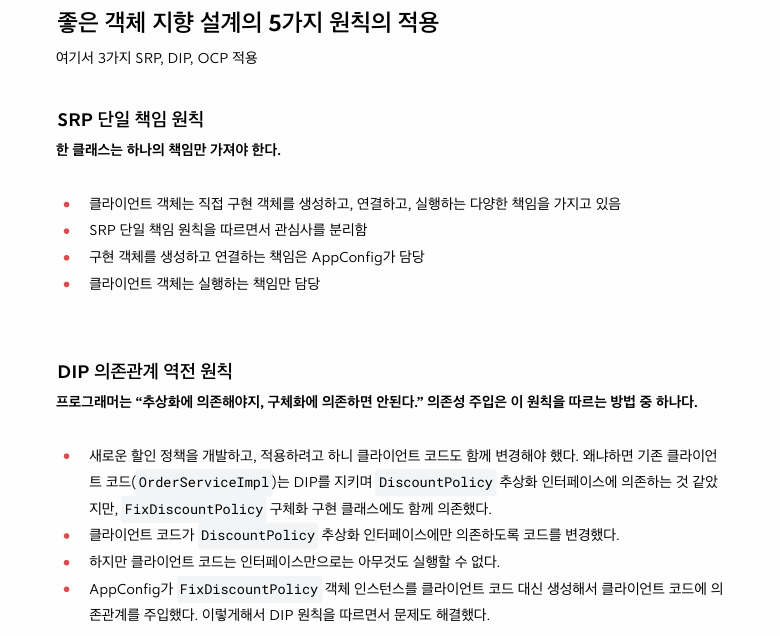 좋은 객체 지향 설계의 5가지 원칙의 적용
여기서 3가지 SRP, DIP, OCP 적용
SRP 단일 책임 원칙
한 클래스는 하나의 책임만 가져야 한다.
클라이언트 객체는 직접 구현 객체를 생성하고, 연결하고, 실행하는 다양한 책임을 가지고 있음
SRP 단일 책임 원칙을 따르면서 관심사를 분리함
구현 객체를 생성하고 연결하는 책임은 AppConfig가 담당
클라이언트 객체는 실행하는 책임만 담당
DIP 의존관계 역전 원칙
프로그래머는 “추상화에 의존해야지, 구체화에 의존하면 안된다.” 의존성 주입은 이 원칙을 따르는 방법 중 하나다.
새로운 할인 정책을 개발하고, 적용하려고 하니 클라이언트 코드도 함께 변경해야 했다. 왜냐하면 기존 클라이언
트 코드(OrderServiceImpl)는 DIP를 지키며 DiscountPolicy 추상화 인터페이스에 의존하는 것 같았
지만, FixDiscountPolicy 구체화 구현 클래스에도 함께 의존했다.
클라이언트 코드가 DiscountPolicy 추상화 인터페이스에만 의존하도록 코드를 변경했다.
하지만 클라이언트 코드는 인터페이스만으로는 아무것도 실행할 수 없다.
AppConfig가 FixDiscountPolicy 객체 인스턴스를 클라이언트 코드 대신 생성해서 클라이언트 코드에 의
존관계를 주입했다. 이렇게해서 DIP 원칙을 따르면서 문제도 해결했다.